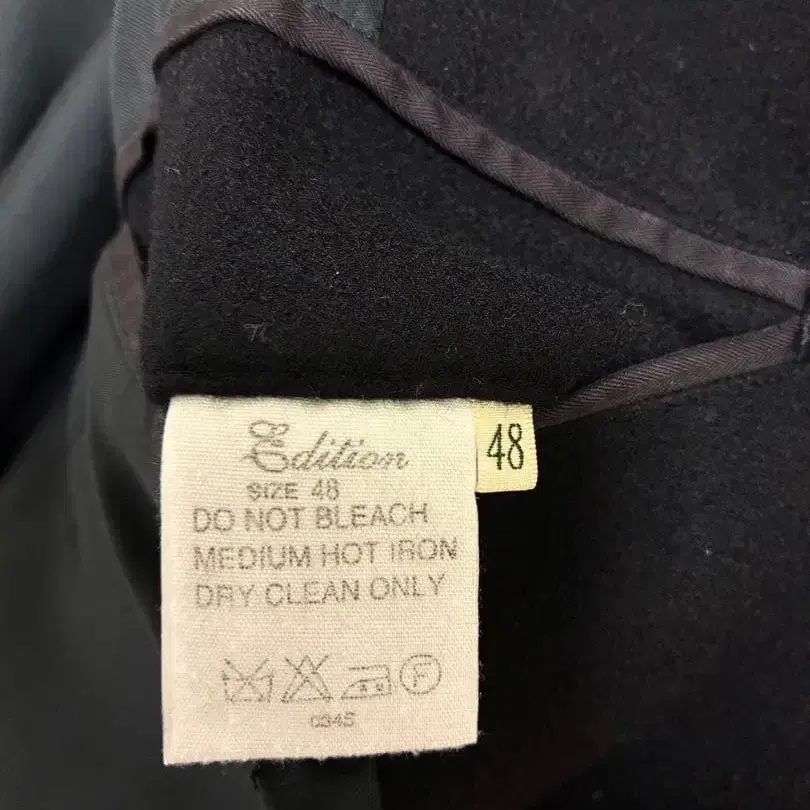 Edition
48
SIZE 48
DO NOT BLEACH
MEDIUM HOT IRON
DRY CLEAN ONLY
F
034S